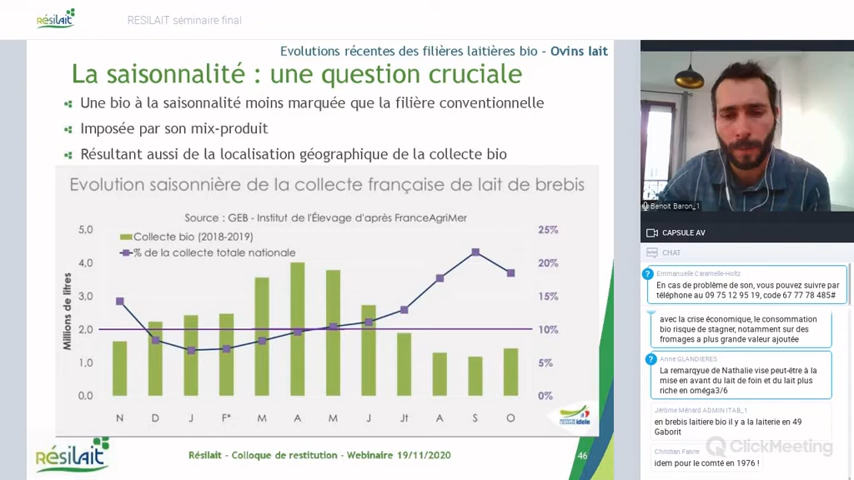 Résilait
RESILAIT séminaire final
Evolutions récentes des filières laitières bio - Ovins lait
La saisonnalité : une question cruciale
Une bio à la saisonnalité moins marquée que la filière conventionnelle
Imposée par son mix-produit
Résultant aussi de la localisation géographique de la collecte bio
Evolution saisonnière de la collecte française de lait de brebis
Source : GEB - Institut de l'Élevage d'après FranceAgriMer
Collecte bio (2018-2019)
% de la collecte totale nationale
Millions de litres
5,0
4,0
3,0
2,0
1,0
0,0
25%
20%
15%
10%
5%
0%
N D J F* M A M J Jt A S O
idele
Résilait
Résilait - Colloque de restitution - Webinaire 19/11/2020
46
Benoit Baron_1
CAPSULE AV
CHAT
Emmanuelle Caramelle-Holtz
En cas de problème de son, vous pouvez suivre par
téléphone au 09 75 12 95 19, code 67 77 78 485#
avec la crise économique, le consommation
bio risque de stagner, notamment sur des
fromages a plus grande valeur ajoutée
Anne GLANDIERES
La remarqyue de Nathalie vise peut-être à la
mise en avant du lait de foin et du lait plus
riche en oméga3/6
Jérôme Ménard ADMIN ITAB_1
en brebis laitiere bio il y a la laiterie en 49
Gaborit
Christian Faivre
idem pour le comté en 1976 !
ClickMeeting